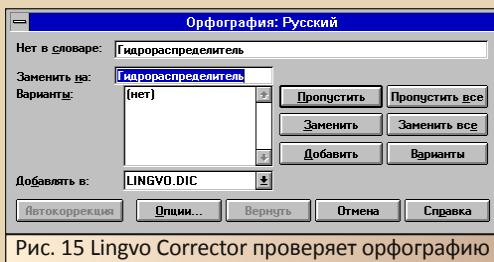 Орфография: Русский
Нет в словаре: Гидрораспределитель
Заменить на: Гидрораспределитель
Варианты: (нет)
Пропустить Пропустить все
Заменить Заменить все
Добавить Варианты
Добавлять в: LINGVO.DIC
Автокоррекция Опции... Вернуть Отмена Справка
Рис. 15 Lingvo Corrector проверяет орфографию